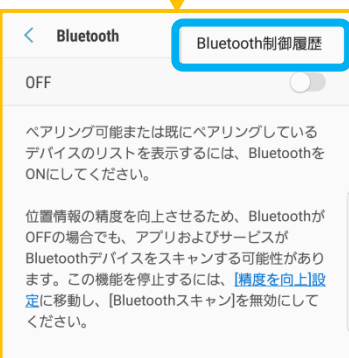 Bluetooth
Bluetooth制御履歴
OFF
ペアリング可能または既にペアリングしている
デバイスのリストを表示するには、Bluetoothを
ONにしてください。
位置情報の精度を向上させるため、Bluetoothが
OFFの場合でも、アプリおよびサービスが
Bluetoothデバイスをスキャンする可能性があり
ます。この機能を停止するには、[精度を向上]設
定に移動し、[Bluetoothスキャン]を無効にして
ください。